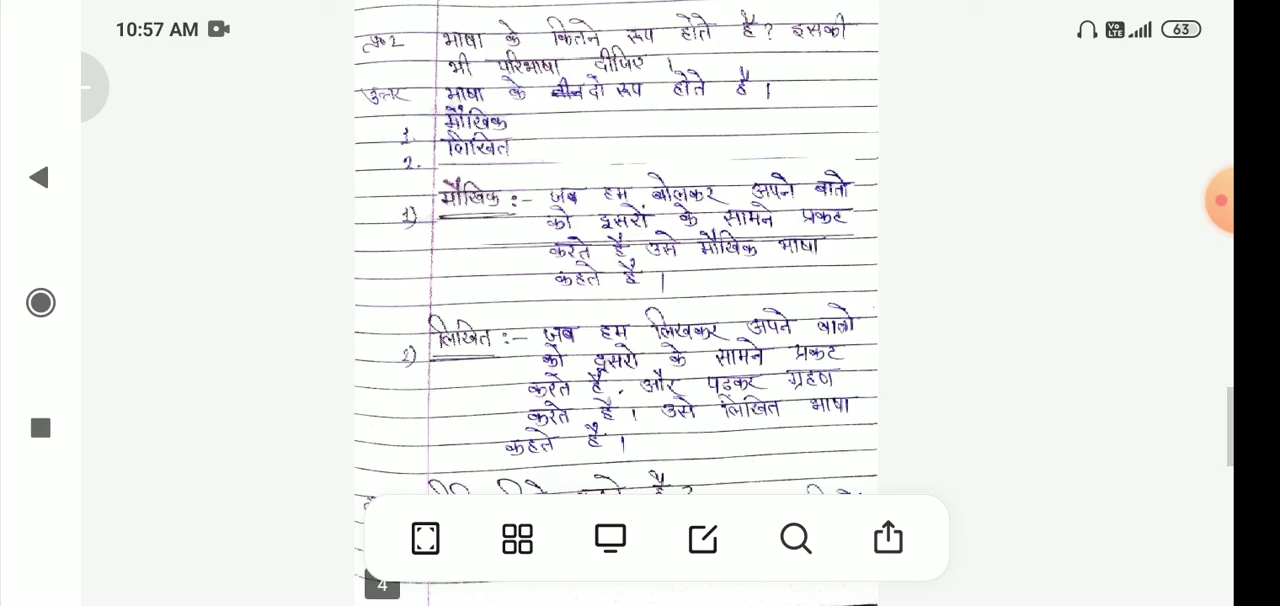 10:57 AM
63
प्र॰2 भाषा के कितने रूप होते है? इसकी
भी परिभाषा दीजिए ।
उत्तर भाषा के तीन दो रूप होते है ।
1. मौखिक
2. लिखित
1) मौखिक :- जब हम बोलकर अपने बातो
को दूसरों के सामने प्रकट
करते हैं उसे मौखिक भाषा
कहते है ।
2) लिखित :- जब हम लिखकर अपने बातो
को दूसरो के सामने प्रकट
करते है, और पढ़कर ग्रहण
करते है । उसे लिखित भाषा
कहते है ।
है?
4